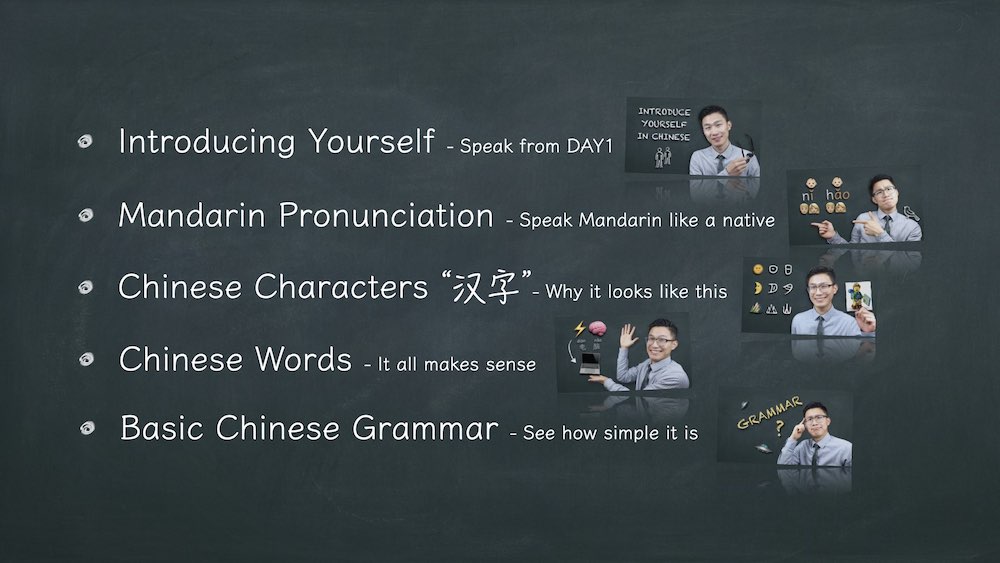 Introducing Yourself - Speak from DAY1
INTRODUCE
YOURSELF
IN CHINESE
Mandarin Pronunciation - Speak Mandarin like a native
nǐ hǎo
Chinese Characters “汉字” - Why it looks like this
日
Chinese Words - It all makes sense
Basic Chinese Grammar - See how simple it is
GRAMMAR
?